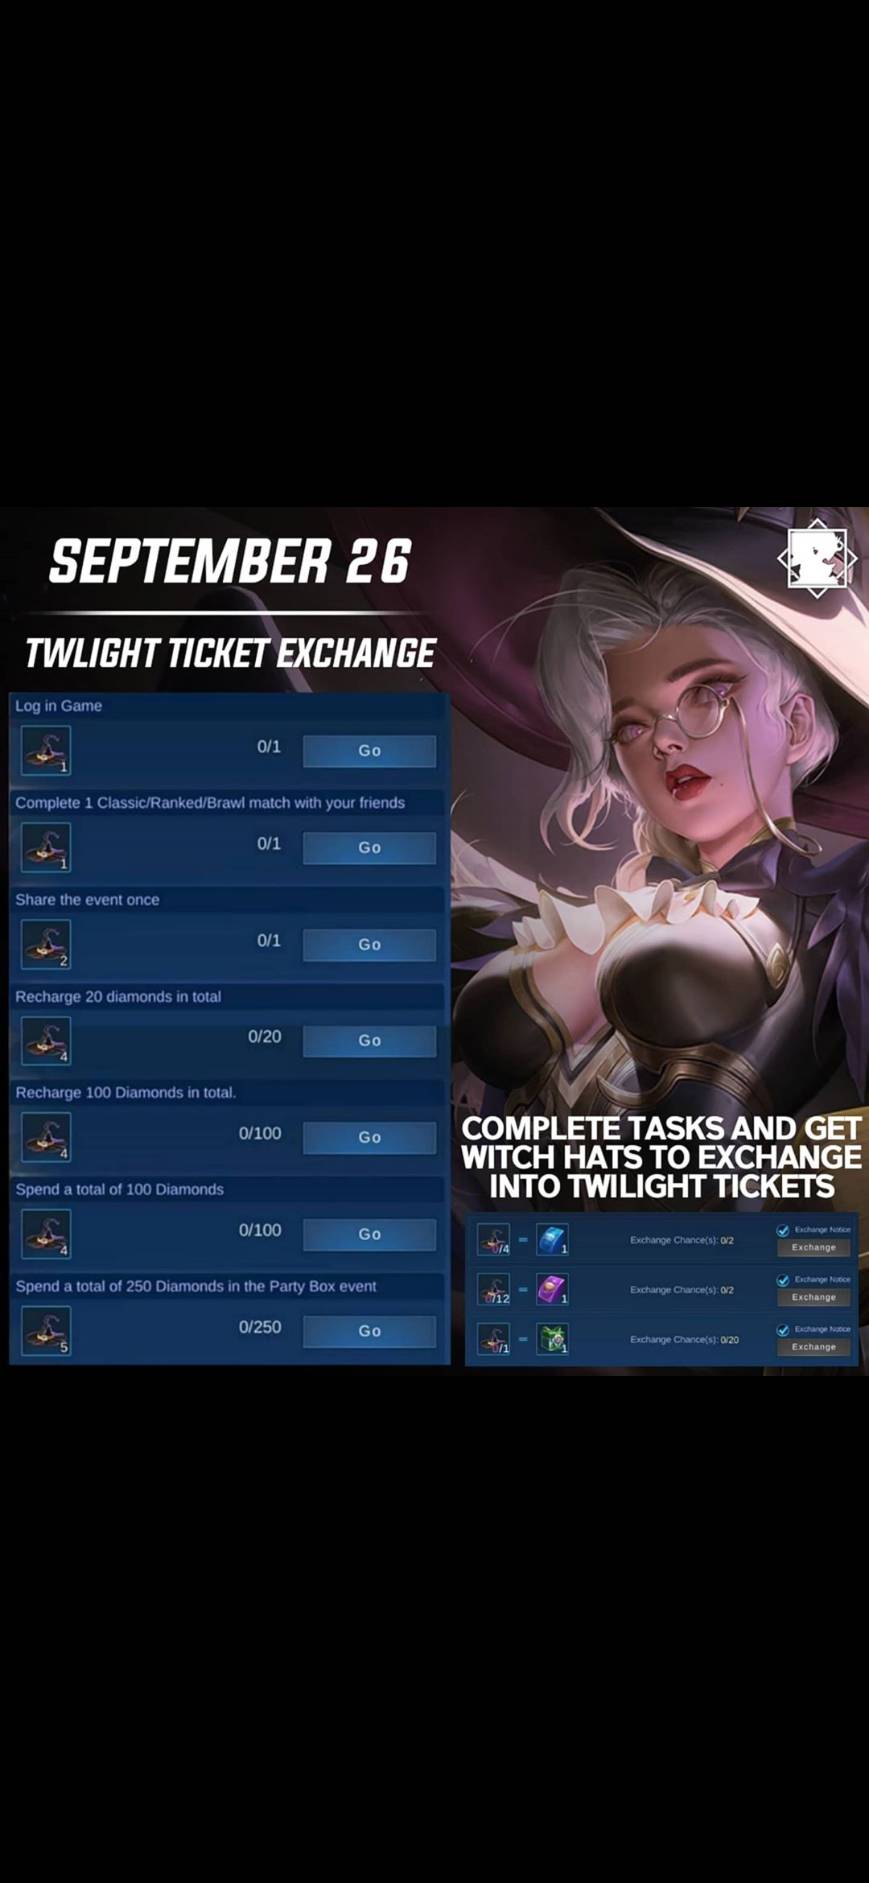 SEPTEMBER 26
TWLIGHT TICKET EXCHANGE
Log in Game
1
0/1
Go
Complete 1 Classic/Ranked/Brawl match with your friends
1
0/1
Go
Share the event once
2
0/1
Go
Recharge 20 diamonds in total
4
0/20
Go
Recharge 100 Diamonds in total.
4
0/100
Go
Spend a total of 100 Diamonds
4
0/100
Go
Spend a total of 250 Diamonds in the Party Box event
5
0/250
Go
COMPLETE TASKS AND GET
WITCH HATS TO EXCHANGE
INTO TWILIGHT TICKETS
0/4 = 1 Exchange Chance(s): 0/2
Exchange Notice
Exchange
0/12 = 1 Exchange Chance(s): 0/2
Exchange Notice
Exchange
0/1 = 1 Exchange Chance(s): 0/20
Exchange Notice
Exchange